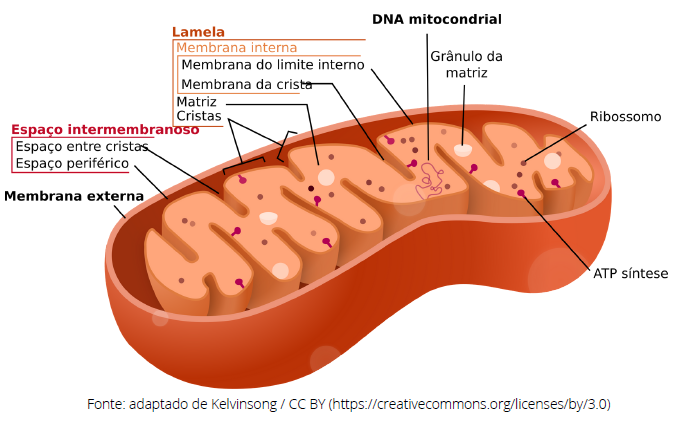 DNA mitocondrial
Lamela
Membrana interna
Membrana do limite interno
Membrana da crista
Matriz
Cristas
Grânulo da
matriz
Ribossomo
Espaço intermembranoso
Espaço entre cristas
Espaço periférico
Membrana externa
ATP síntese
Fonte: adaptado de Kelvinsong / CC BY (https://creativecommons.org/licenses/by/3.0)